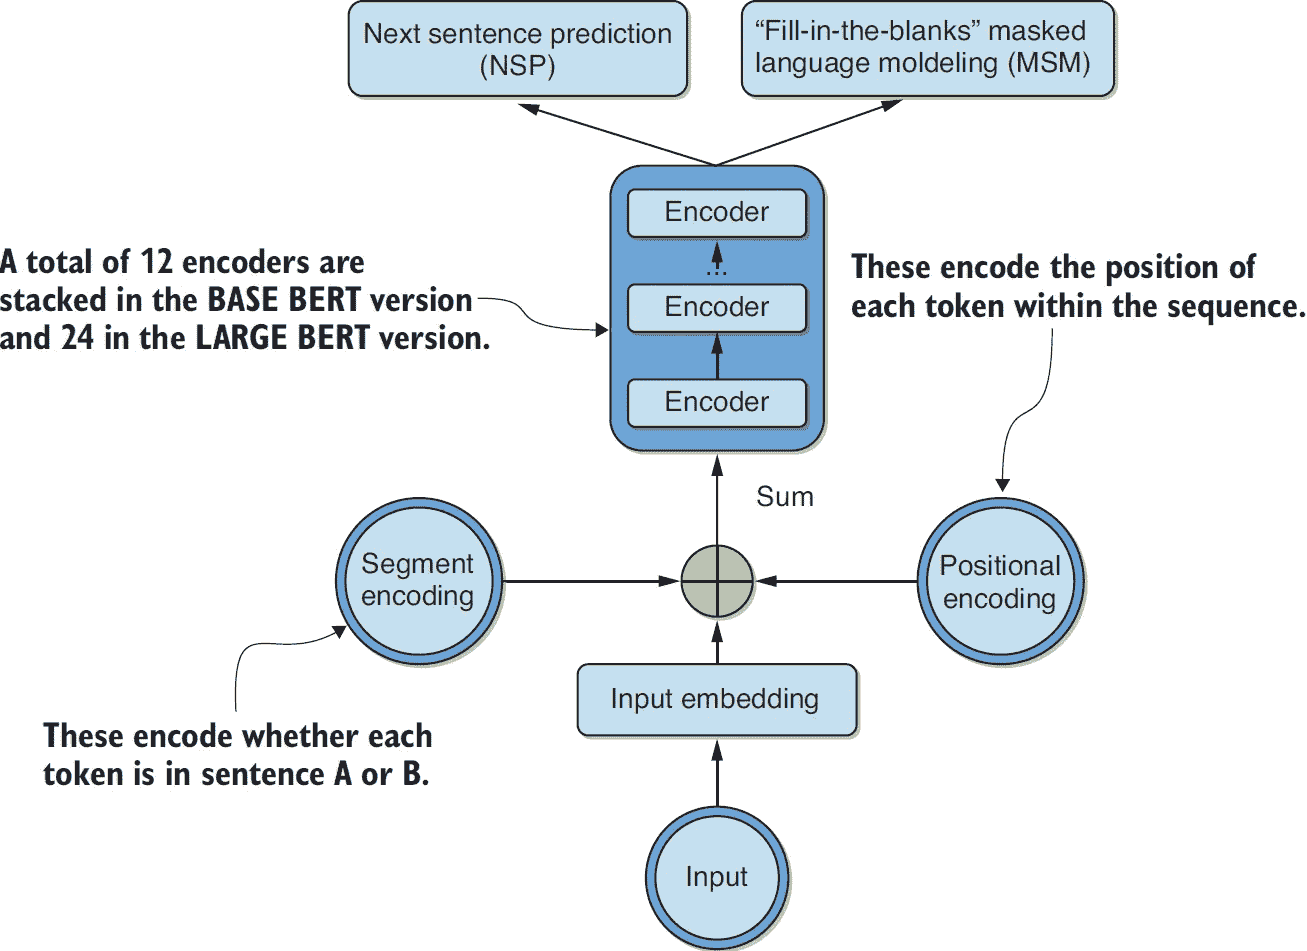 Next sentence prediction
(NSP)
“Fill-in-the-blanks” masked
language moldeling (MSM)
Encoder
...
Encoder
Encoder
A total of 12 encoders are
stacked in the BASE BERT version
and 24 in the LARGE BERT version.
These encode the position of
each token within the sequence.
Sum
Segment
encoding
Positional
encoding
Input embedding
These encode whether each
token is in sentence A or B.
Input